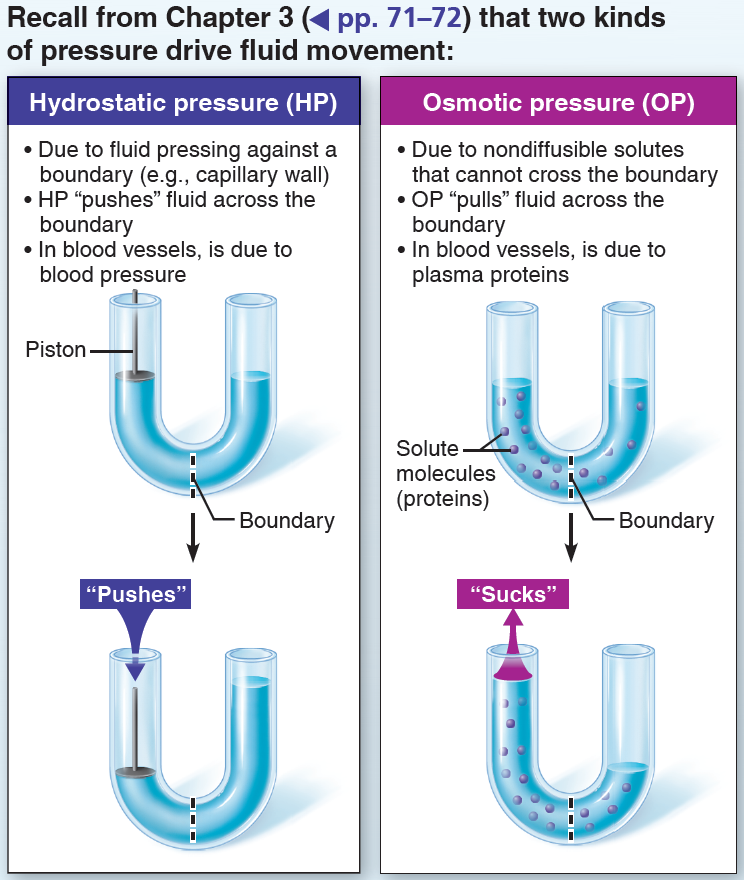 Recall from Chapter 3 (◀ pp. 71–72) that two kinds
of pressure drive fluid movement:
Hydrostatic pressure (HP)
• Due to fluid pressing against a
boundary (e.g., capillary wall)
• HP “pushes” fluid across the
boundary
• In blood vessels, is due to
blood pressure
Piston
Boundary
“Pushes”
Osmotic pressure (OP)
• Due to nondiffusible solutes
that cannot cross the boundary
• OP “pulls” fluid across the
boundary
• In blood vessels, is due to
plasma proteins
Solute
molecules
(proteins)
Boundary
“Sucks”